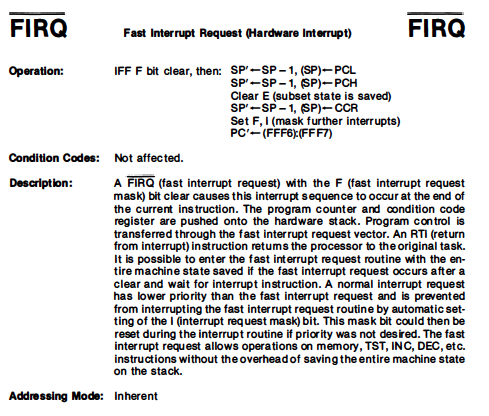 FIRQ Fast Interrupt Request (Hardware Interrupt) FIRQ
Operation: IFF F bit clear, then: SP'←SP – 1, (SP)←PCL
SP'←SP – 1, (SP)←PCH
Clear E (subset state is saved)
SP'←SP – 1, (SP)←CCR
Set F, I (mask further interrupts)
PC'←(FFF6):(FFF7)
Condition Codes: Not affected.
Description: A FIRQ (fast interrupt request) with the F (fast interrupt request
mask) bit clear causes this interrupt sequence to occur at the end of
the current instruction. The program counter and condition code
register are pushed onto the hardware stack. Program control is
transferred through the fast interrupt request vector. An RTI (return
from interrupt) instruction returns the processor to the original task.
It is possible to enter the fast interrupt request routine with the en-
tire machine state saved if the fast interrupt request occurs after a
clear and wait for interrupt instruction. A normal interrupt request
has lower priority than the fast interrupt request and is prevented
from interrupting the fast interrupt request routine by automatic set-
ting of the I (interrupt request mask) bit. This mask bit could then be
reset during the interrupt routine if priority was not desired. The fast
interrupt request allows operations on memory, TST, INC, DEC, etc.
instructions without the overhead of saving the entire machine state
on the stack.
Addressing Mode: Inherent